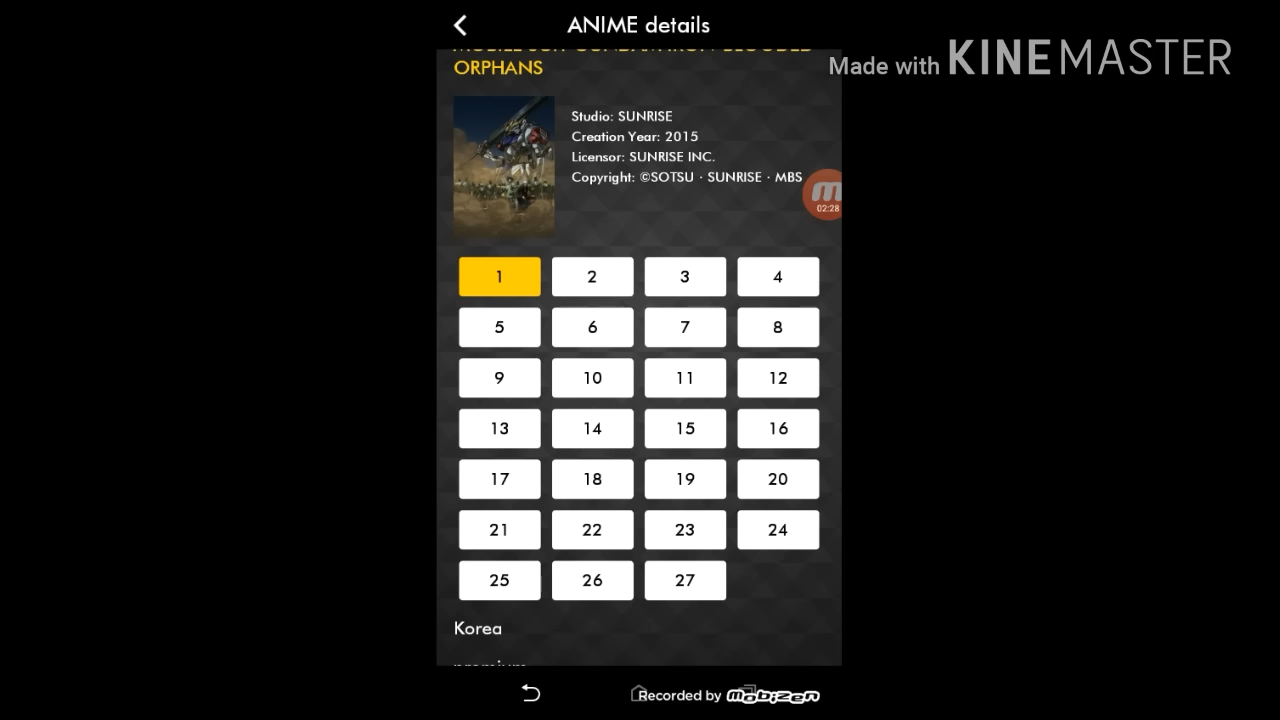 ANIME details
Made with KINEMASTER
ORPHANS
Studio: SUNRISE
Creation Year: 2015
Licensor: SUNRISE INC.
Copyright: ©SOTSU · SUNRISE · MBS
02:28
1 2 3 4
5 6 7 8
9 10 11 12
13 14 15 16
17 18 19 20
21 22 23 24
25 26 27
Korea
premium
Recorded by mobizen